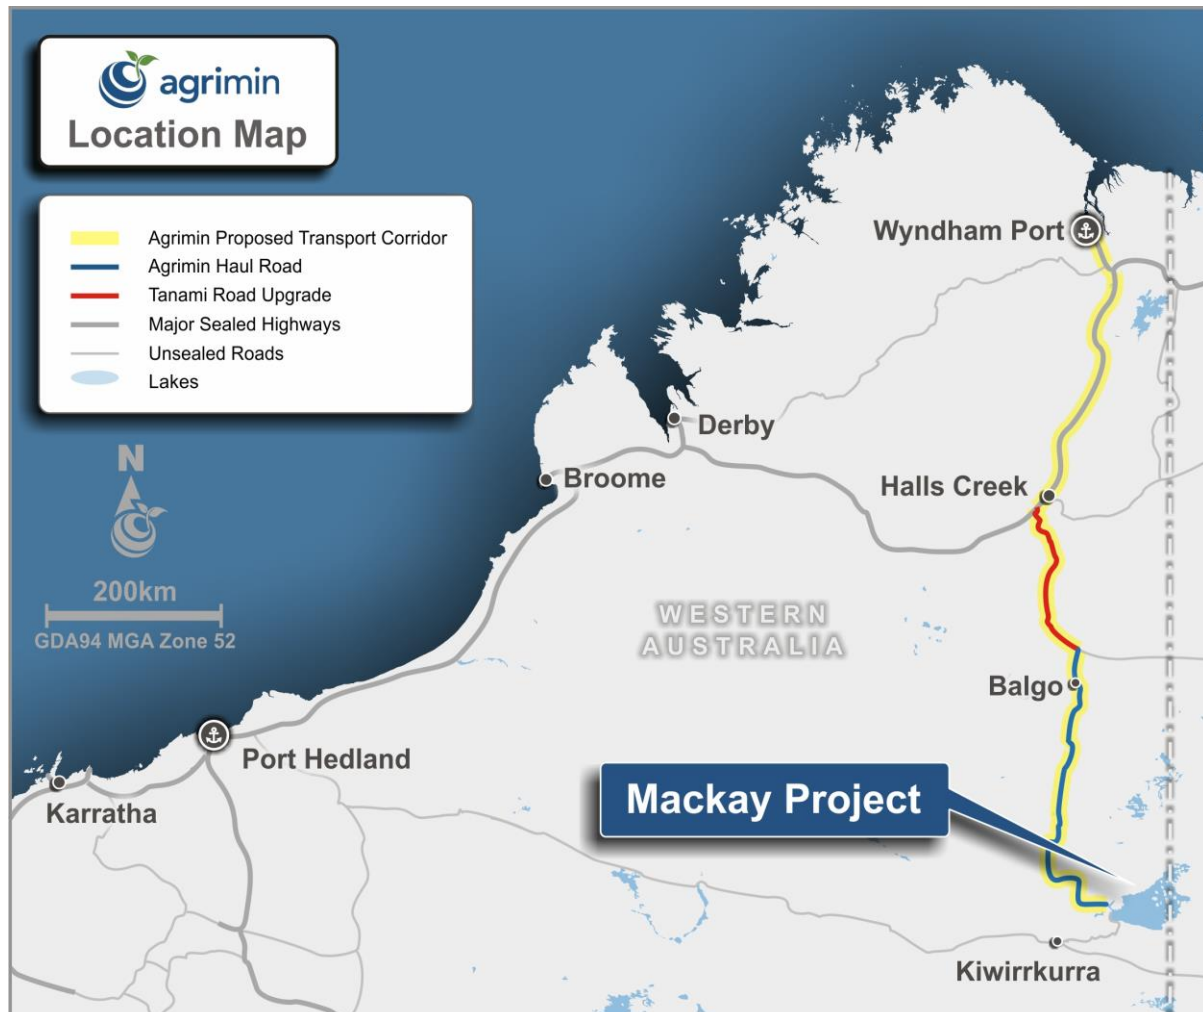 agrimin
Location Map
Agrimin Proposed Transport Corridor
Agrimin Haul Road
Tanami Road Upgrade
Major Sealed Highways
Unsealed Roads
Lakes
Wyndham Port
Derby
Broome
Halls Creek
N
200km
GDA94 MGA Zone 52
WESTERN
AUSTRALIA
Balgo
Port Hedland
Karratha
Mackay Project
Kiwirrkurra